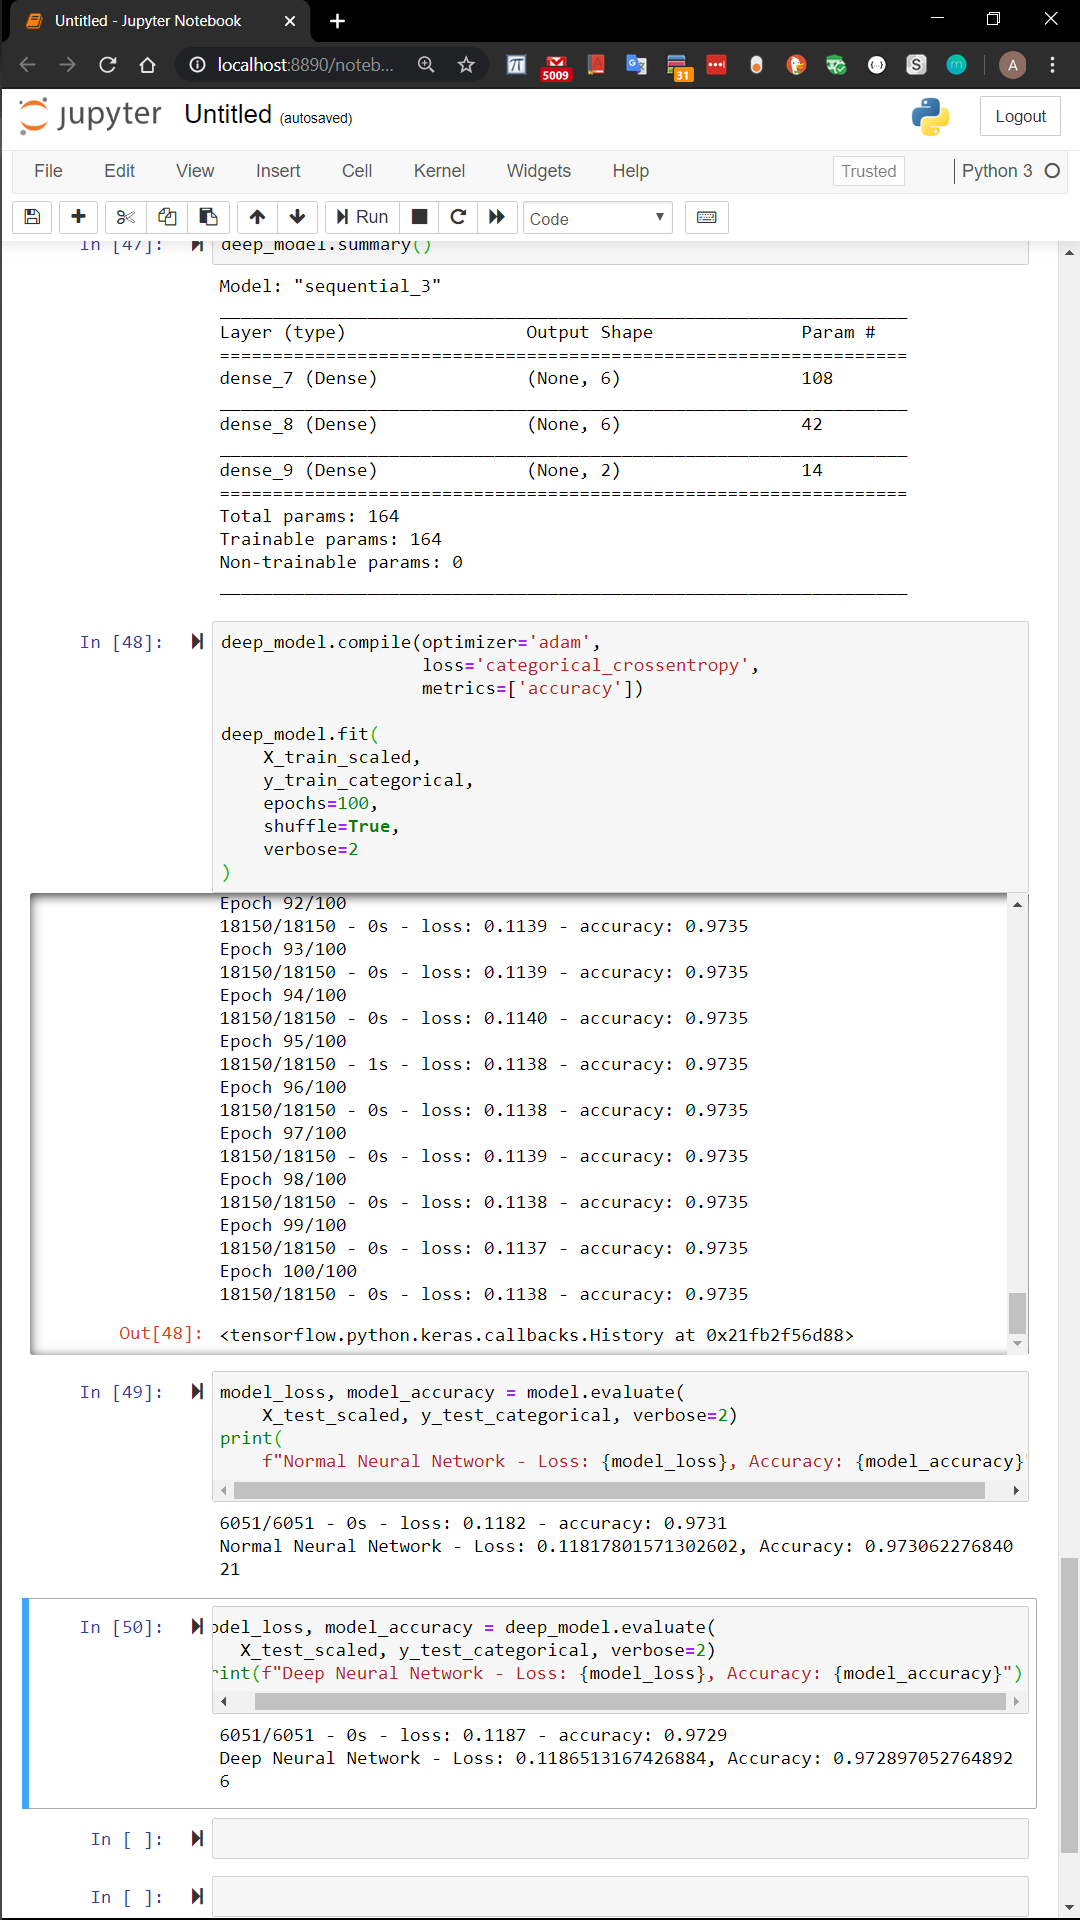 Untitled - Jupyter Notebook
localhost:8890/noteb...
5009
31
S
m
A
jupyter Untitled (autosaved)
Logout
File Edit View Insert Cell Kernel Widgets Help
Trusted
Python 3
Run
Code
In [47]: deep_model.summary()
Model: "sequential_3"
Layer (type) Output Shape Param #
=================================================================
dense_7 (Dense) (None, 6) 108
dense_8 (Dense) (None, 6) 42
dense_9 (Dense) (None, 2) 14
=================================================================
Total params: 164
Trainable params: 164
Non-trainable params: 0
In [48]: deep_model.compile(optimizer='adam',
loss='categorical_crossentropy',
metrics=['accuracy'])
deep_model.fit(
X_train_scaled,
y_train_categorical,
epochs=100,
shuffle=True,
verbose=2
)
Epoch 92/100
18150/18150 - 0s - loss: 0.1139 - accuracy: 0.9735
Epoch 93/100
18150/18150 - 0s - loss: 0.1139 - accuracy: 0.9735
Epoch 94/100
18150/18150 - 0s - loss: 0.1140 - accuracy: 0.9735
Epoch 95/100
18150/18150 - 1s - loss: 0.1138 - accuracy: 0.9735
Epoch 96/100
18150/18150 - 0s - loss: 0.1138 - accuracy: 0.9735
Epoch 97/100
18150/18150 - 0s - loss: 0.1139 - accuracy: 0.9735
Epoch 98/100
18150/18150 - 0s - loss: 0.1138 - accuracy: 0.9735
Epoch 99/100
18150/18150 - 0s - loss: 0.1137 - accuracy: 0.9735
Epoch 100/100
18150/18150 - 0s - loss: 0.1138 - accuracy: 0.9735
Out[48]: <tensorflow.python.keras.callbacks.History at 0x21fb2f56d88>
In [49]: model_loss, model_accuracy = model.evaluate(
X_test_scaled, y_test_categorical, verbose=2)
print(
f"Normal Neural Network - Loss: {model_loss}, Accuracy: {model_accuracy}"
6051/6051 - 0s - loss: 0.1182 - accuracy: 0.9731
Normal Neural Network - Loss: 0.11817801571302602, Accuracy: 0.973062276840
21
In [50]: odel_loss, model_accuracy = deep_model.evaluate(
X_test_scaled, y_test_categorical, verbose=2)
rint(f"Deep Neural Network - Loss: {model_loss}, Accuracy: {model_accuracy}")
6051/6051 - 0s - loss: 0.1187 - accuracy: 0.9729
Deep Neural Network - Loss: 0.1186513167426884, Accuracy: 0.972897052764892
6
In [ ]:
In [ ]: